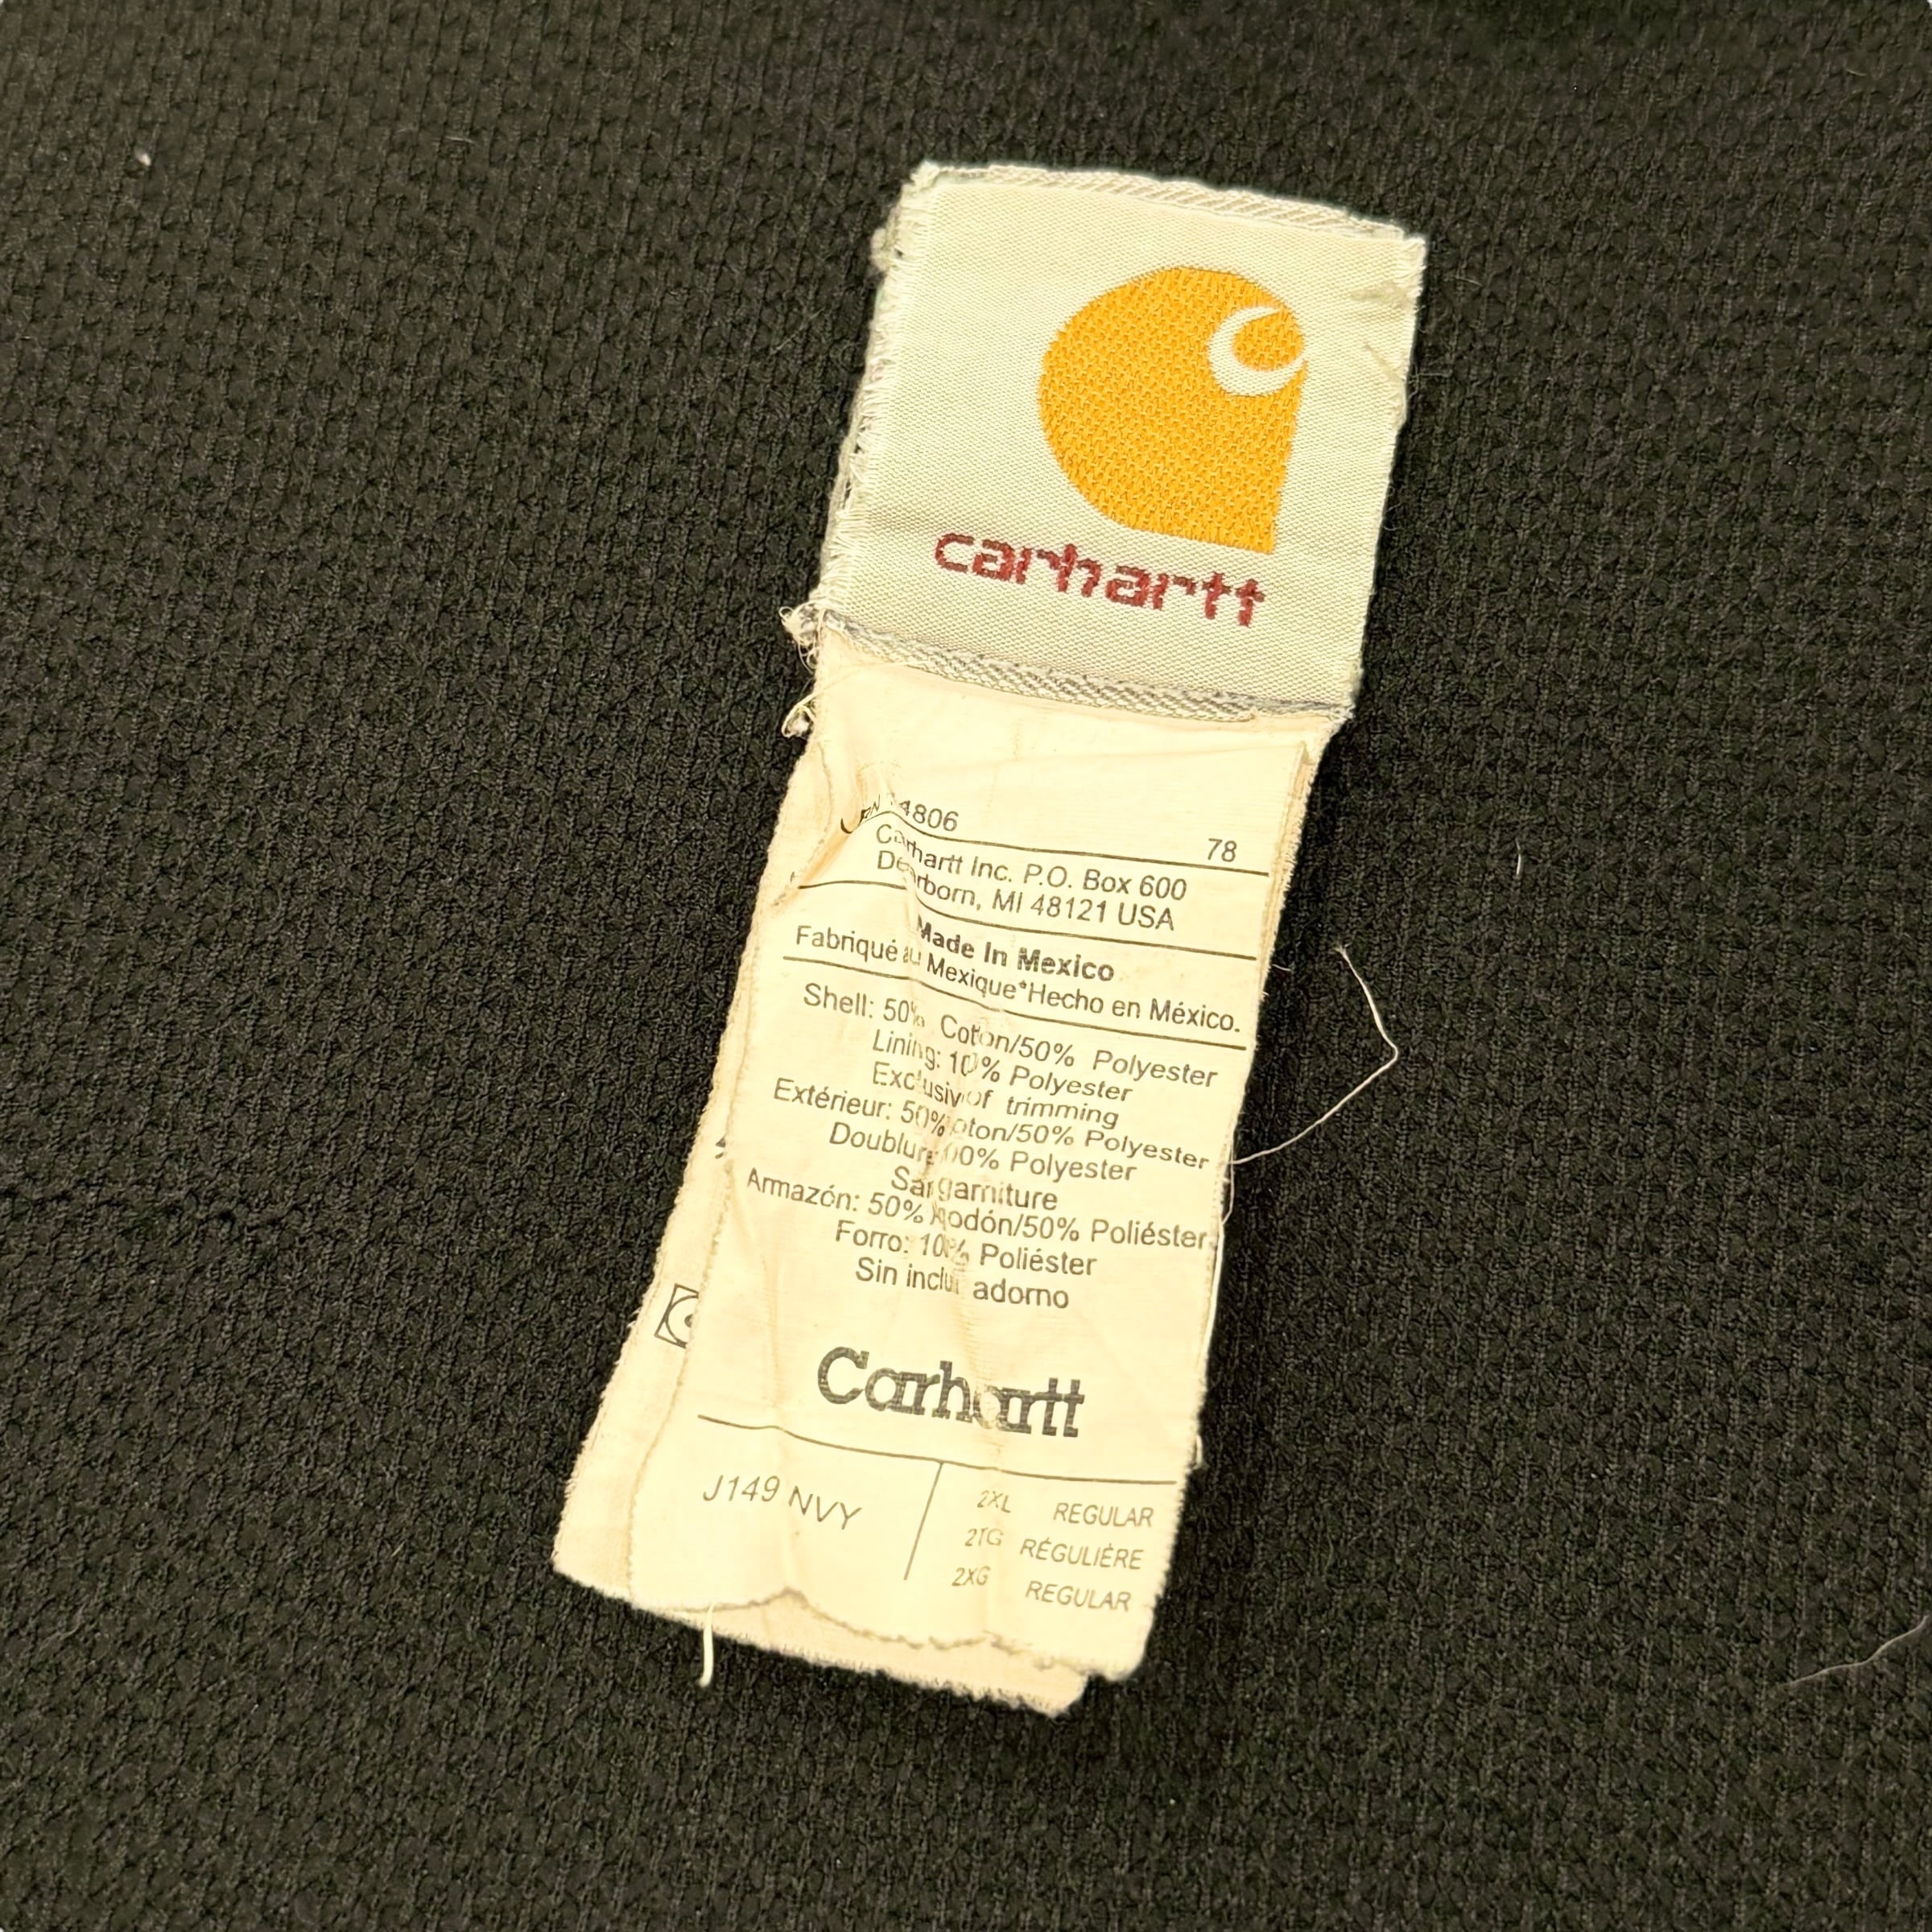 carhartt
4806 78
Carhartt Inc. P.O. Box 600
Dearborn, MI 48121 USA
Made In Mexico
Fabriqué au Mexique*Hecho en México.
Shell: 50% Cotton/50% Polyester
Lining: 100% Polyester
Exclusive of trimming
Extérieur: 50% Coton/50% Polyester
Doublure: 100% Polyester
garniture
Armazón: 50% Algodón/50% Poliéster
Forro: 100% Poliéster
Sin incluir adorno
Carhartt
J149 NVY
2XL REGULAR
2TG RÉGULIÈRE
2XG REGULAR